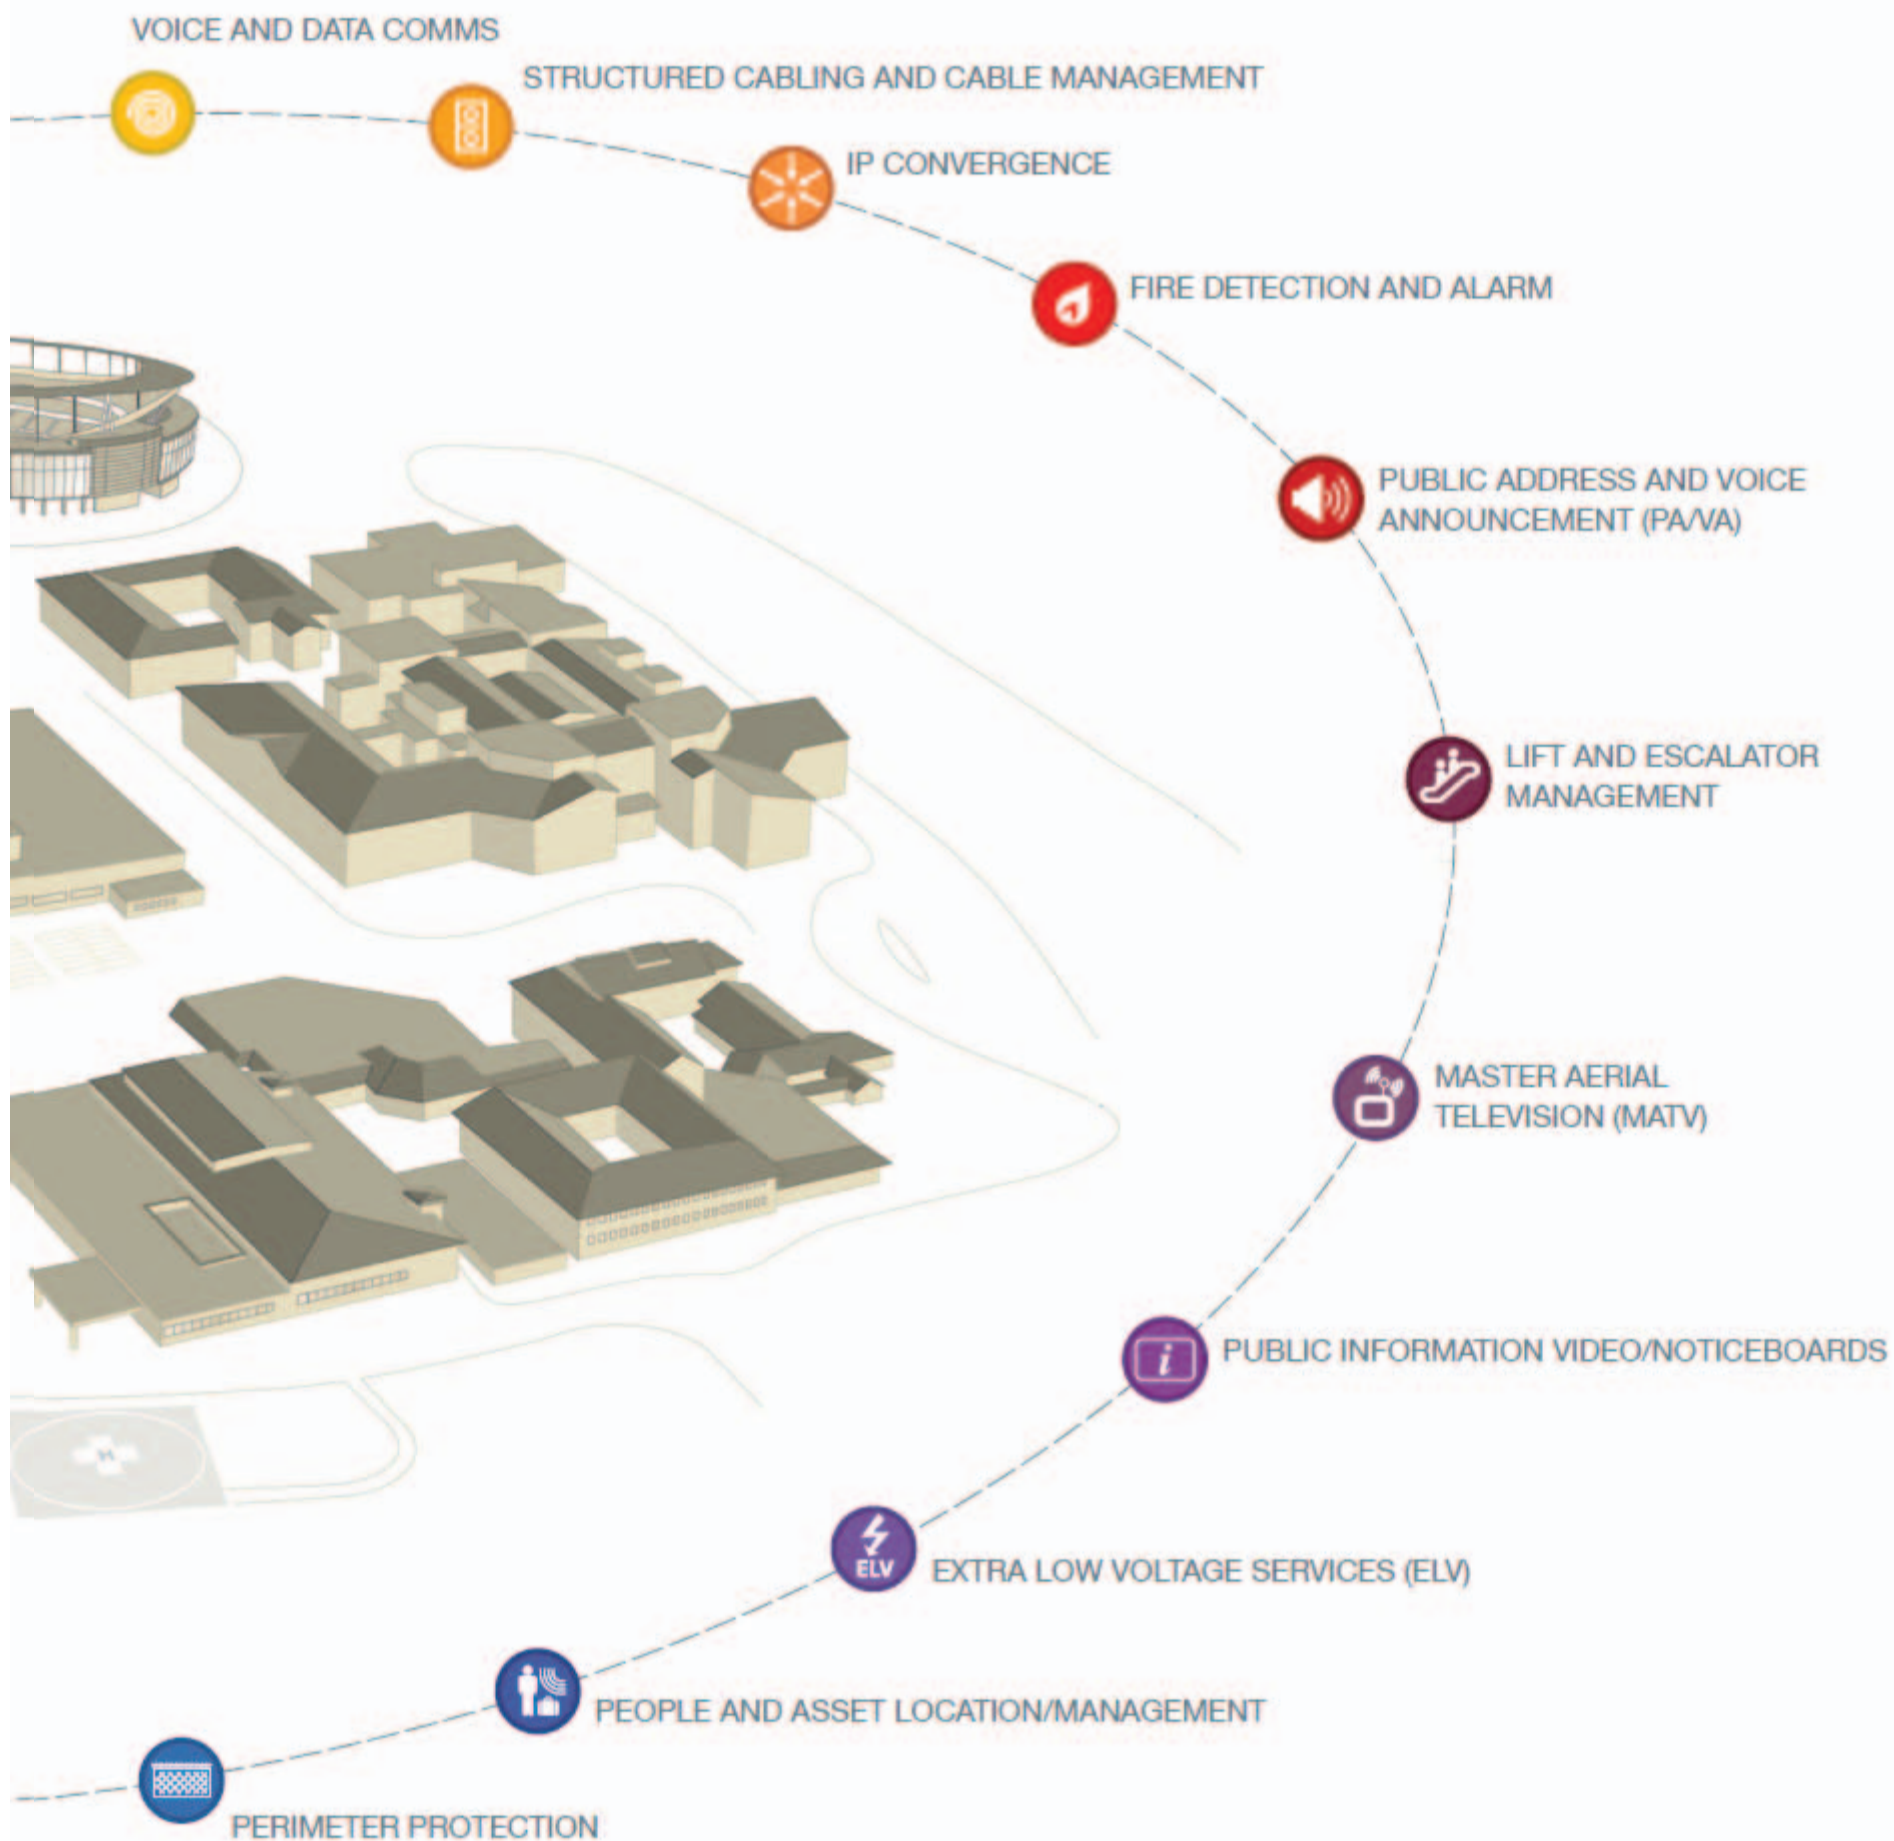 VOICE AND DATA COMMS
STRUCTURED CABLING AND CABLE MANAGEMENT
IP CONVERGENCE
FIRE DETECTION AND ALARM
PUBLIC ADDRESS AND VOICE
ANNOUNCEMENT (PA/VA)
LIFT AND ESCALATOR
MANAGEMENT
MASTER AERIAL
TELEVISION (MATV)
i
PUBLIC INFORMATION VIDEO/NOTICEBOARDS
H
ELV
EXTRA LOW VOLTAGE SERVICES (ELV)
PEOPLE AND ASSET LOCATION/MANAGEMENT
PERIMETER PROTECTION